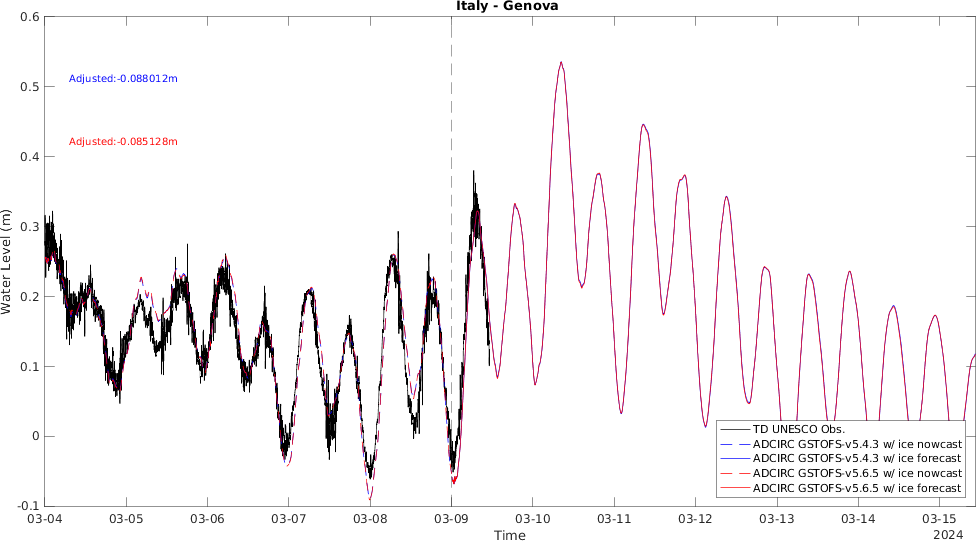 Italy - Genova
0.6
0.5
0.4
0.3
0.2
0.1
0
-0.1
Water Level (m)
Adjusted:-0.088012m
Adjusted:-0.085128m
TD UNESCO Obs.
ADCIRC GSTOFS-v5.4.3 w/ ice nowcast
ADCIRC GSTOFS-v5.4.3 w/ ice forecast
ADCIRC GSTOFS-v5.6.5 w/ ice nowcast
ADCIRC GSTOFS-v5.6.5 w/ ice forecast
03-04 03-05 03-06 03-07 03-08 03-09 03-10 03-11 03-12 03-13 03-14 03-15
Time
2024